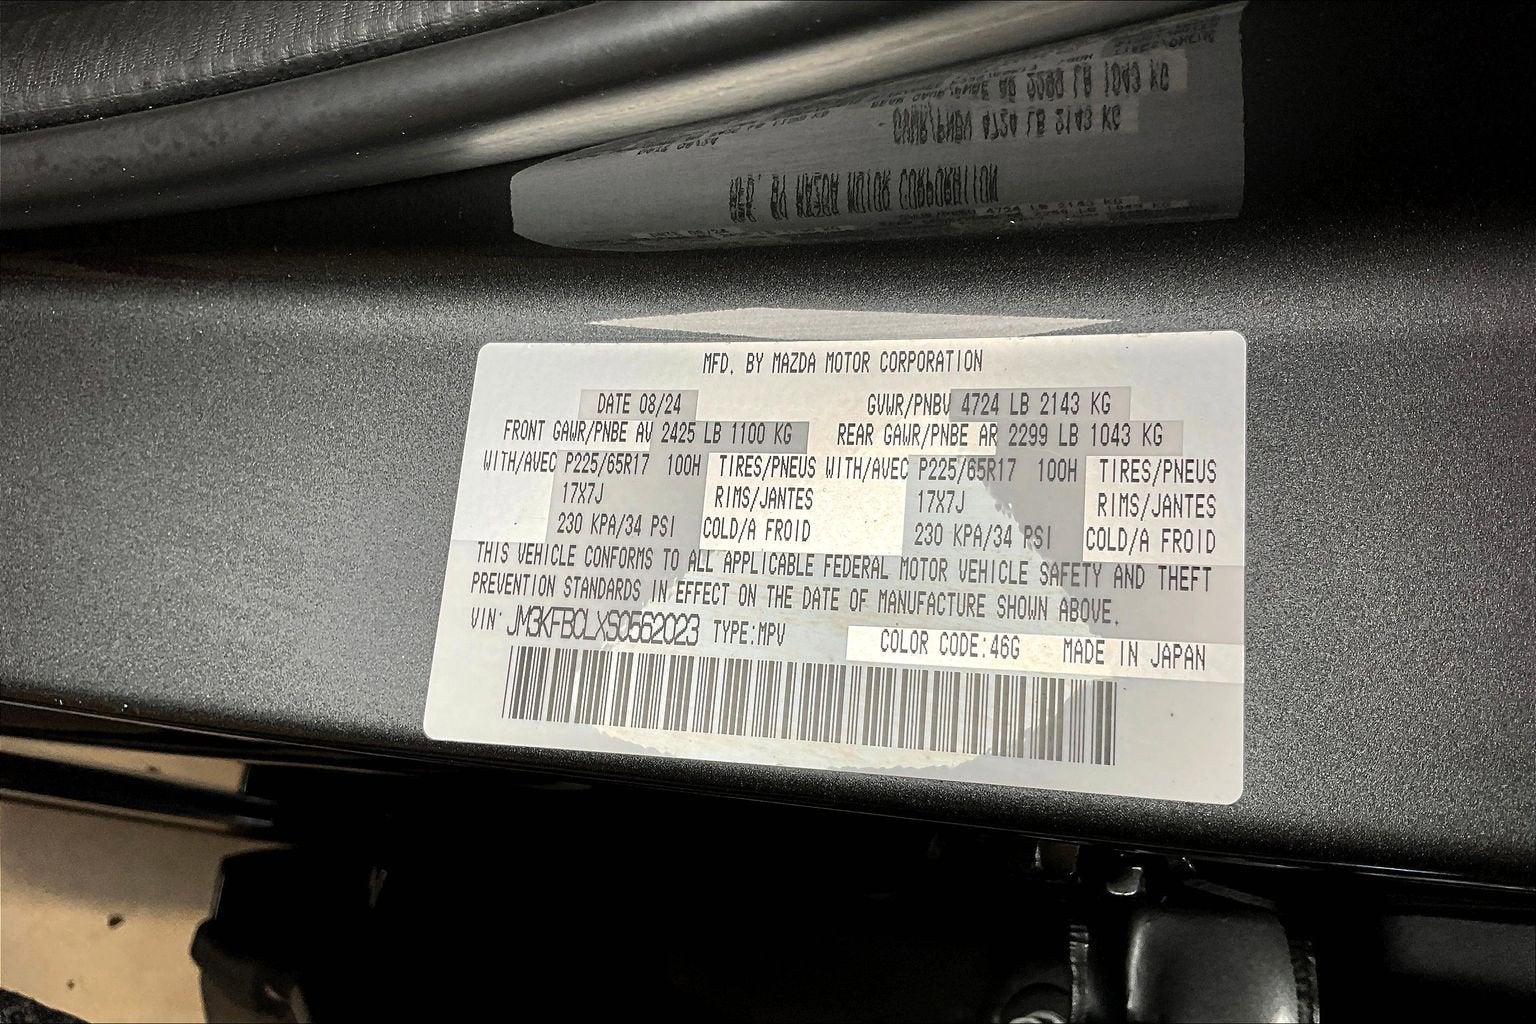 MFD. BY MAZDA MOTOR CORPORATION
DATE 08/24 GVWR/PNBV 4724 LB 2143 KG
FRONT GAWR/PNBE AV 2425 LB 1100 KG REAR GAWR/PNBE AR 2299 LB 1043 KG
WITH/AVEC P225/65R17 100H TIRES/PNEUS WITH/AVEC P225/65R17 100H TIRES/PNEUS
17X7J RIMS/JANTES 17X7J RIMS/JANTES
230 KPA/34 PSI COLD/A FROID 230 KPA/34 PSI COLD/A FROID
THIS VEHICLE CONFORMS TO ALL APPLICABLE FEDERAL MOTOR VEHICLE SAFETY AND THEFT
PREVENTION STANDARDS IN EFFECT ON THE DATE OF MANUFACTURE SHOWN ABOVE.
VIN: JM3KFBCLXS0562023 TYPE:MPV COLOR CODE:46G MADE IN JAPAN